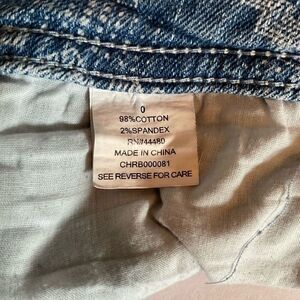 0
98%COTTON
2%SPANDEX
RN#44480
MADE IN CHINA
CHRB000081
SEE REVERSE FOR CARE